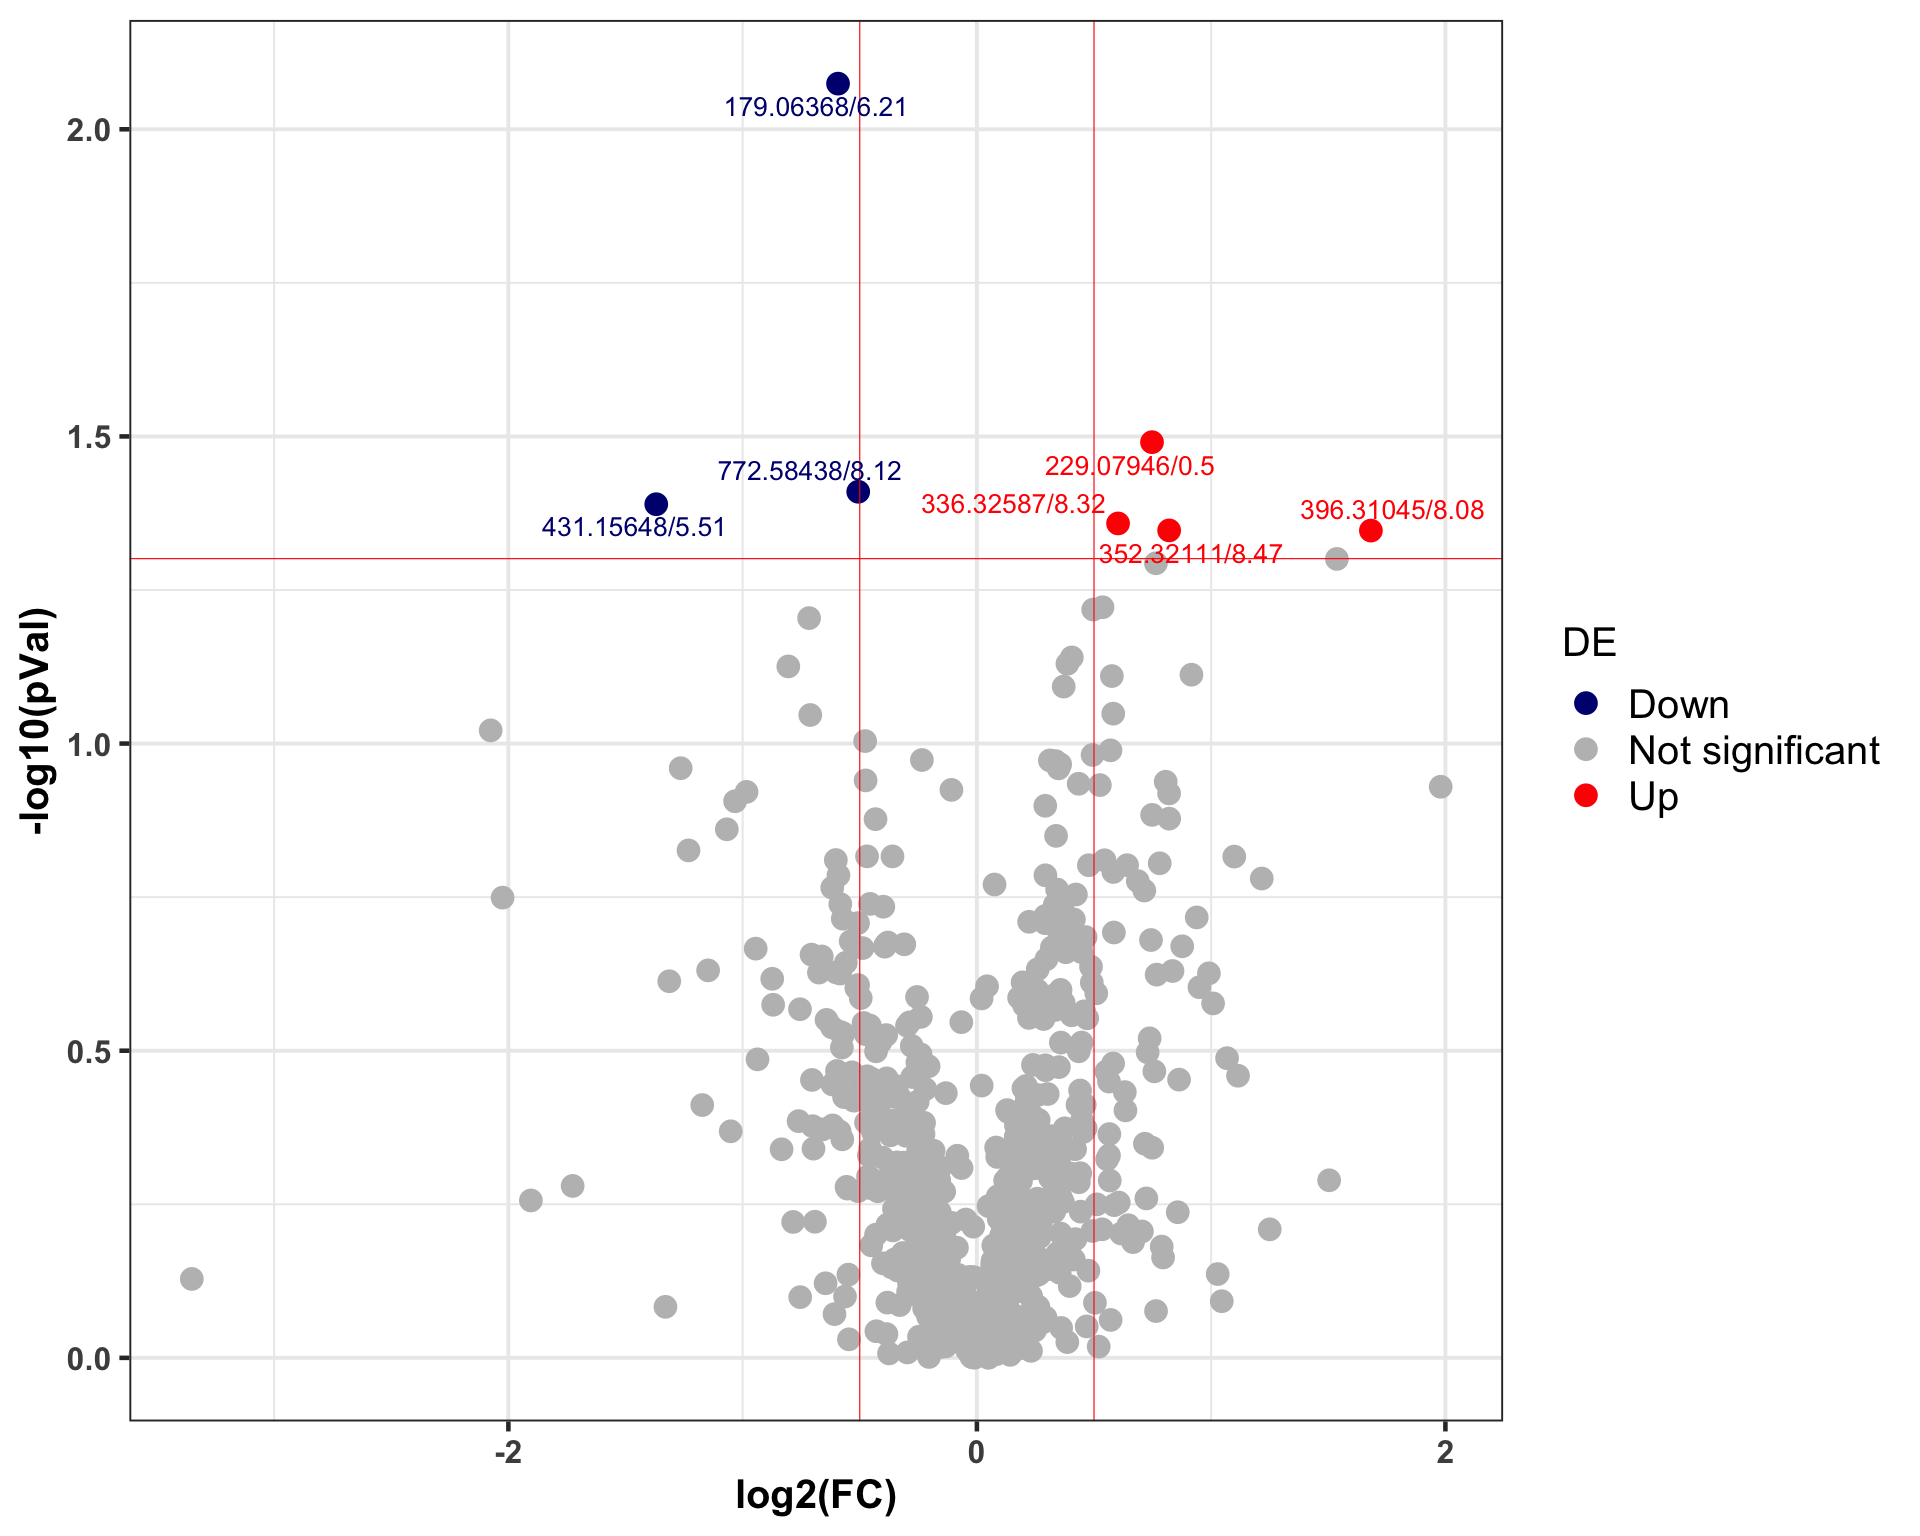 179.06368/6.21
2.0
1.5
772.58438/8.12
229.07946/0.5
431.15648/5.51
336.32587/8.32
396.31045/8.08
352.32111/8.47
-log10(pVal)
1.0
0.5
0.0
-2
0
2
log2(FC)
DE
Down
Not significant
Up